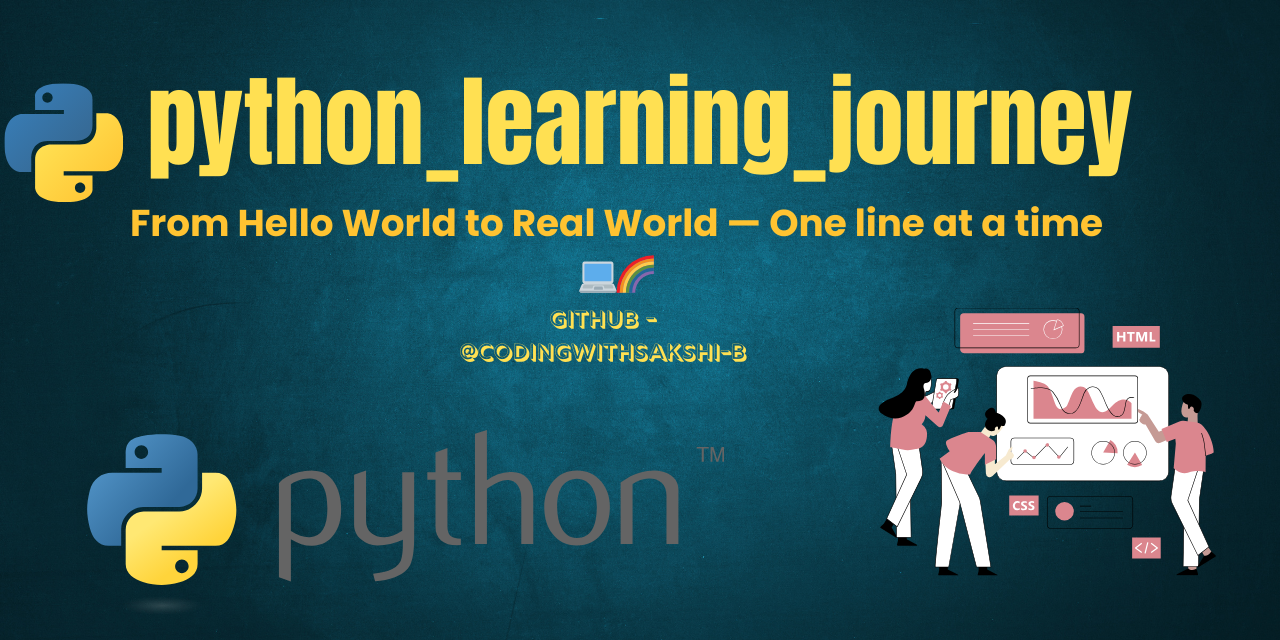 python_learning_journey
From Hello World to Real World — One line at a time
💻🌈
GITHUB -
@CODINGWITHSAKSHI-B
HTML
python TM
CSS
</>